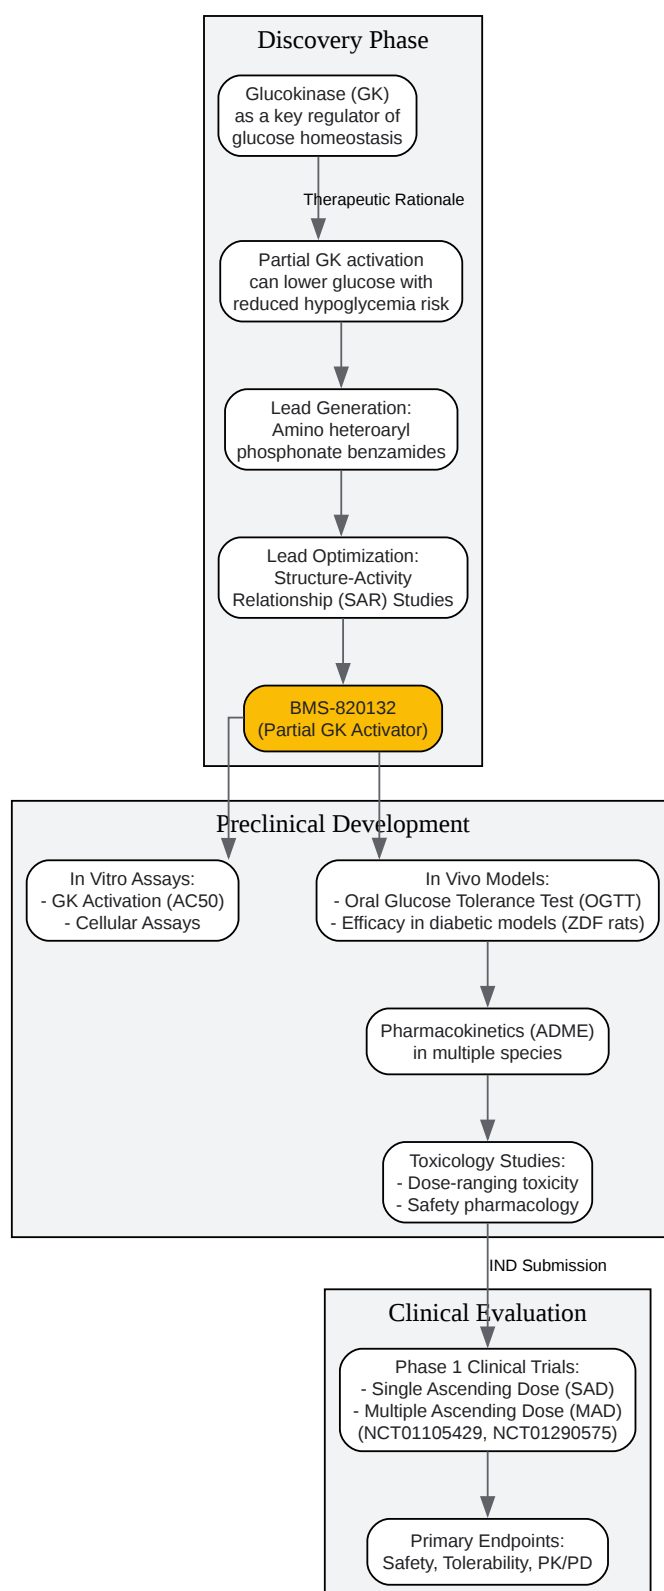 Discovery Phase
Glucokinase (GK)
as a key regulator of
glucose homeostasis
Therapeutic Rationale
Partial GK activation
can lower glucose with
reduced hypoglycemia risk
Lead Generation:
Amino heteroaryl
phosphonate benzamides
Lead Optimization:
Structure-Activity
Relationship (SAR) Studies
BMS-820132
(Partial GK Activator)
Preclinical Development
In Vitro Assays:
- GK Activation (AC50)
- Cellular Assays
In Vivo Models:
- Oral Glucose Tolerance Test (OGTT)
- Efficacy in diabetic models (ZDF rats)
Pharmacokinetics (ADME)
in multiple species
Toxicology Studies:
- Dose-ranging toxicity
- Safety pharmacology
IND Submission
Clinical Evaluation
Phase 1 Clinical Trials:
- Single Ascending Dose (SAD)
- Multiple Ascending Dose (MAD)
(NCT01105429, NCT01290575)
Primary Endpoints:
Safety, Tolerability, PK/PD